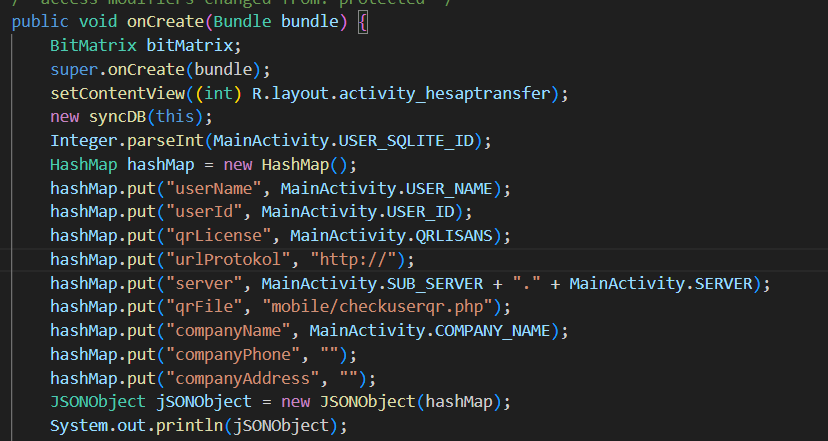 /* access modifiers changed from: protected */
public void onCreate(Bundle bundle) {
    BitMatrix bitMatrix;
    super.onCreate(bundle);
    setContentView((int) R.layout.activity_hesaptransfer);
    new syncDB(this);
    Integer.parseInt(MainActivity.USER_SQLITE_ID);
    HashMap hashMap = new HashMap();
    hashMap.put("userName", MainActivity.USER_NAME);
    hashMap.put("userId", MainActivity.USER_ID);
    hashMap.put("qrLicense", MainActivity.QRLISANS);
    hashMap.put("urlProtokol", "http://");
    hashMap.put("server", MainActivity.SUB_SERVER + "." + MainActivity.SERVER);
    hashMap.put("qrFile", "mobile/checkuserqr.php");
    hashMap.put("companyName", MainActivity.COMPANY_NAME);
    hashMap.put("companyPhone", "");
    hashMap.put("companyAddress", "");
    JSONObject jSONObject = new JSONObject(hashMap);
    System.out.println(jSONObject);